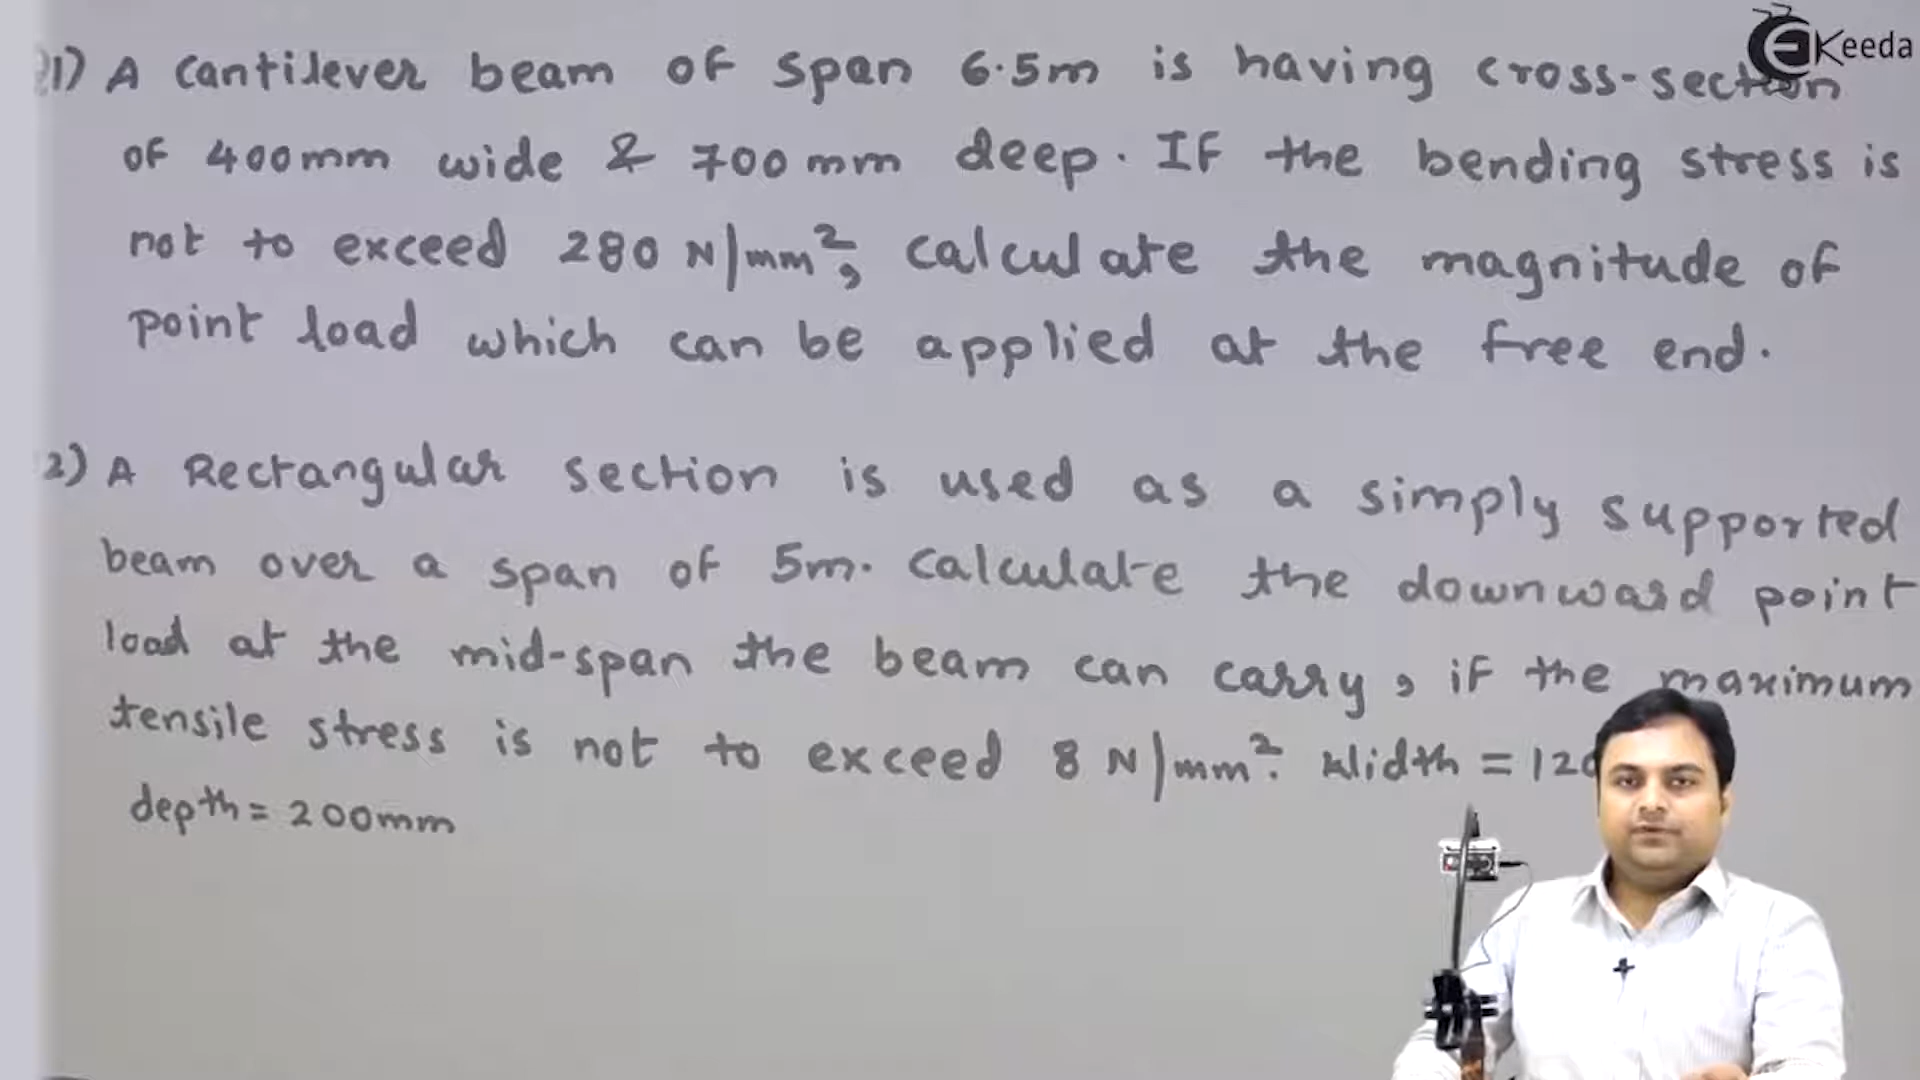 Keeda
1) A cantilever beam of span 6.5m is having cross-section
of 400mm wide & 700mm deep. If the bending stress is
not to exceed 280 N/mm², calculate the magnitude of
point load which can be applied at the free end.
2) A Rectangular section is used as a simply supported
beam over a span of 5m. Calculate the downward point
load at the mid-span the beam can carry, if the maximum
tensile stress is not to exceed 8 N/mm². Width =
depth = 200mm